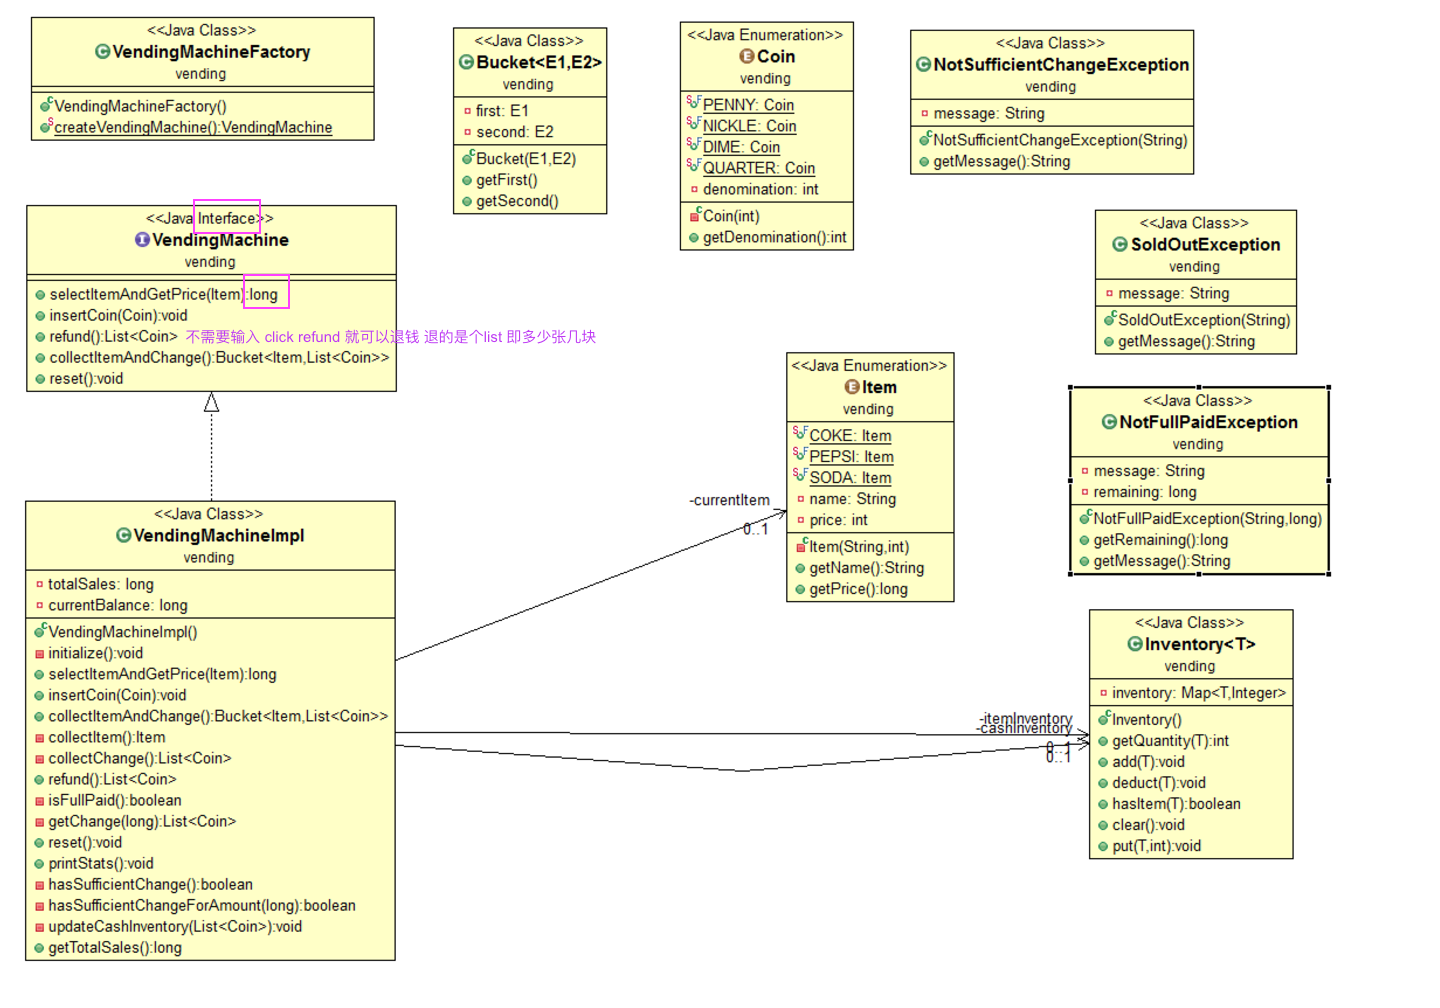 <<Java Class>>
VendingMachineFactory
vending
VendingMachineFactory()
createVendingMachine():VendingMachine
<<Java Class>>
Bucket<E1,E2>
vending
first: E1
second: E2
Bucket(E1,E2)
getFirst()
getSecond()
<<Java Enumeration>>
Coin
vending
PENNY: Coin
NICKLE: Coin
DIME: Coin
QUARTER: Coin
denomination: int
Coin(int)
getDenomination():int
<<Java Class>>
NotSufficientChangeException
vending
message: String
NotSufficientChangeException(String)
getMessage():String
<<Java Interface>>
VendingMachine
vending
selectItemAndGetPrice(Item):long
insertCoin(Coin):void
refund():List<Coin> 不需要输入 click refund 就可以退钱 退的是个list 即多少张几块
collectItemAndChange():Bucket<Item,List<Coin>>
reset():void
<<Java Class>>
SoldOutException
vending
message: String
SoldOutException(String)
getMessage():String
<<Java Enumeration>>
Item
vending
COKE: Item
PEPSI: Item
SODA: Item
name: String
price: int
Item(String,int)
getName():String
getPrice():long
<<Java Class>>
NotFullPaidException
vending
message: String
remaining: long
NotFullPaidException(String,long)
getRemaining():long
getMessage():String
<<Java Class>>
VendingMachineImpl
vending
totalSales: long
currentBalance: long
VendingMachineImpl()
initialize():void
selectItemAndGetPrice(Item):long
insertCoin(Coin):void
collectItemAndChange():Bucket<Item,List<Coin>>
collectItem():Item
collectChange():List<Coin>
refund():List<Coin>
isFullPaid():boolean
getChange(long):List<Coin>
reset():void
printStats():void
hasSufficientChange():boolean
hasSufficientChangeForAmount(long):boolean
updateCashInventory(List<Coin>):void
getTotalSales():long
-currentItem
0..1
-itemInventory
-cashInventory
0..1
0..1
<<Java Class>>
Inventory<T>
vending
inventory: Map<T,Integer>
Inventory()
getQuantity(T):int
add(T):void
deduct(T):void
hasItem(T):boolean
clear():void
put(T,int):void